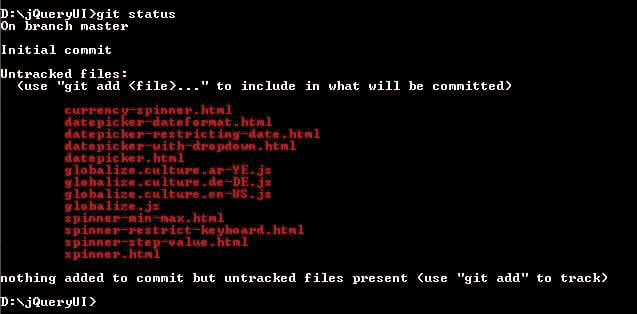 D:\jQueryUI>git status
On branch master
Initial commit
Untracked files:
(use "git add <file>..." to include in what will be committed)
currency-spinner.html
datepicker-dateformat.html
datepicker-restricting-date.html
datepicker-with-dropdown.html
datepicker.html
globalize.culture.ar-YE.js
globalize.culture.de-DE.js
globalize.culture.en-US.js
globalize.js
spinner-min-max.html
spinner-restrict-keyboard.html
spinner-step-value.html
spinner.html
nothing added to commit but untracked files present (use "git add" to track)
D:\jQueryUI>